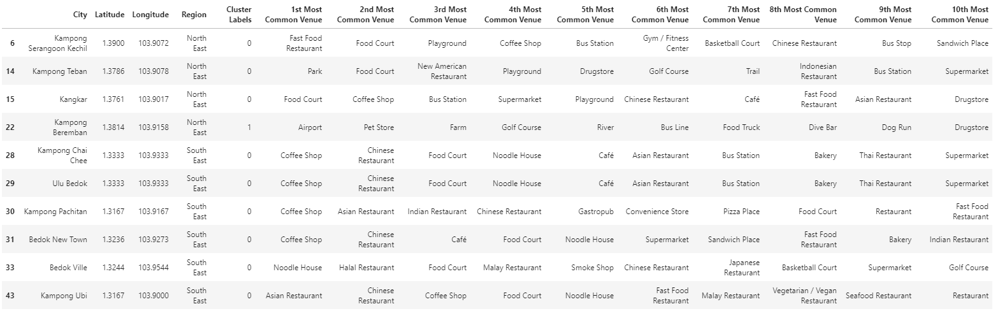 City Latitude Longitude Region Cluster Labels 1st Most Common Venue 2nd Most Common Venue 3rd Most Common Venue 4th Most Common Venue 5th Most Common Venue 6th Most Common Venue 7th Most Common Venue 8th Most Common Venue 9th Most Common Venue 10th Most Common Venue
6 Kampong Serangoon Kechil 1.3900 103.9072 North East 0 Fast Food Restaurant Food Court Playground Coffee Shop Bus Station Gym / Fitness Center Basketball Court Chinese Restaurant Bus Stop Sandwich Place
14 Kampong Teban 1.3786 103.9078 North East 0 Park Food Court New American Restaurant Playground Drugstore Golf Course Trail Indonesian Restaurant Bus Station Supermarket
15 Kangkar 1.3761 103.9017 North East 0 Food Court Coffee Shop Bus Station Supermarket Playground Chinese Restaurant Café Fast Food Restaurant Asian Restaurant Drugstore
22 Kampong Beremban 1.3814 103.9158 North East 1 Airport Pet Store Farm Golf Course River Bus Line Food Truck Dive Bar Dog Run Drugstore
28 Kampong Chai Chee 1.3333 103.9333 South East 0 Coffee Shop Chinese Restaurant Food Court Noodle House Café Asian Restaurant Bus Station Bakery Thai Restaurant Supermarket
29 Ulu Bedok 1.3333 103.9333 South East 0 Coffee Shop Chinese Restaurant Food Court Noodle House Café Asian Restaurant Bus Station Bakery Thai Restaurant Supermarket
30 Kampong Pachitan 1.3167 103.9167 South East 0 Coffee Shop Asian Restaurant Indian Restaurant Chinese Restaurant Gastropub Convenience Store Pizza Place Food Court Restaurant Fast Food Restaurant
31 Bedok New Town 1.3236 103.9273 South East 0 Coffee Shop Chinese Restaurant Café Food Court Noodle House Supermarket Sandwich Place Fast Food Restaurant Bakery Indian Restaurant
33 Bedok Ville 1.3244 103.9544 South East 0 Noodle House Halal Restaurant Food Court Malay Restaurant Smoke Shop Chinese Restaurant Japanese Restaurant Basketball Court Supermarket Golf Course
43 Kampong Ubi 1.3167 103.9000 South East 0 Asian Restaurant Chinese Restaurant Coffee Shop Food Court Noodle House Fast Food Restaurant Malay Restaurant Vegetarian / Vegan Restaurant Seafood Restaurant Restaurant